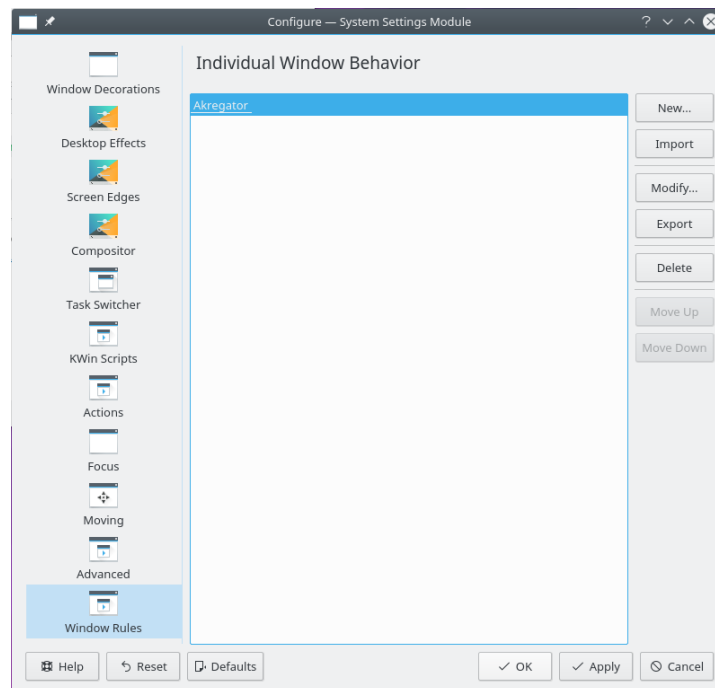 Configure — System Settings Module
?
Window Decorations
Desktop Effects
Screen Edges
Compositor
Task Switcher
KWin Scripts
Actions
Focus
Moving
Advanced
Window Rules
Individual Window Behavior
Akregator
New...
Import
Modify...
Export
Delete
Move Up
Move Down
Help
Reset
Defaults
OK
Apply
Cancel